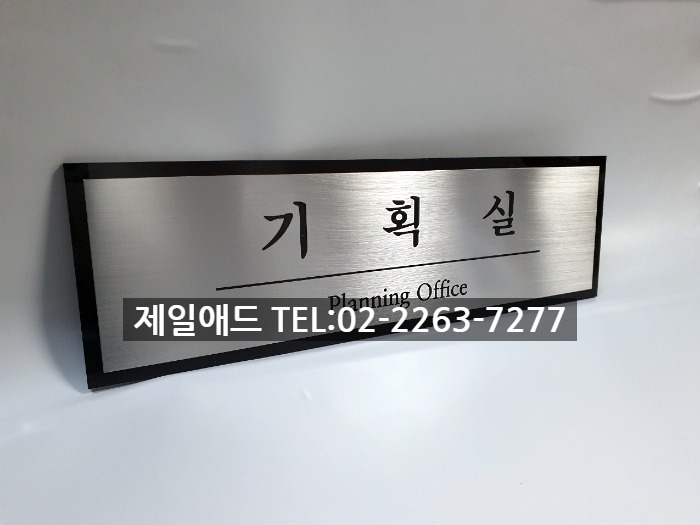 기 획 실
Planning Office
제일애드 TEL:02-2263-7277